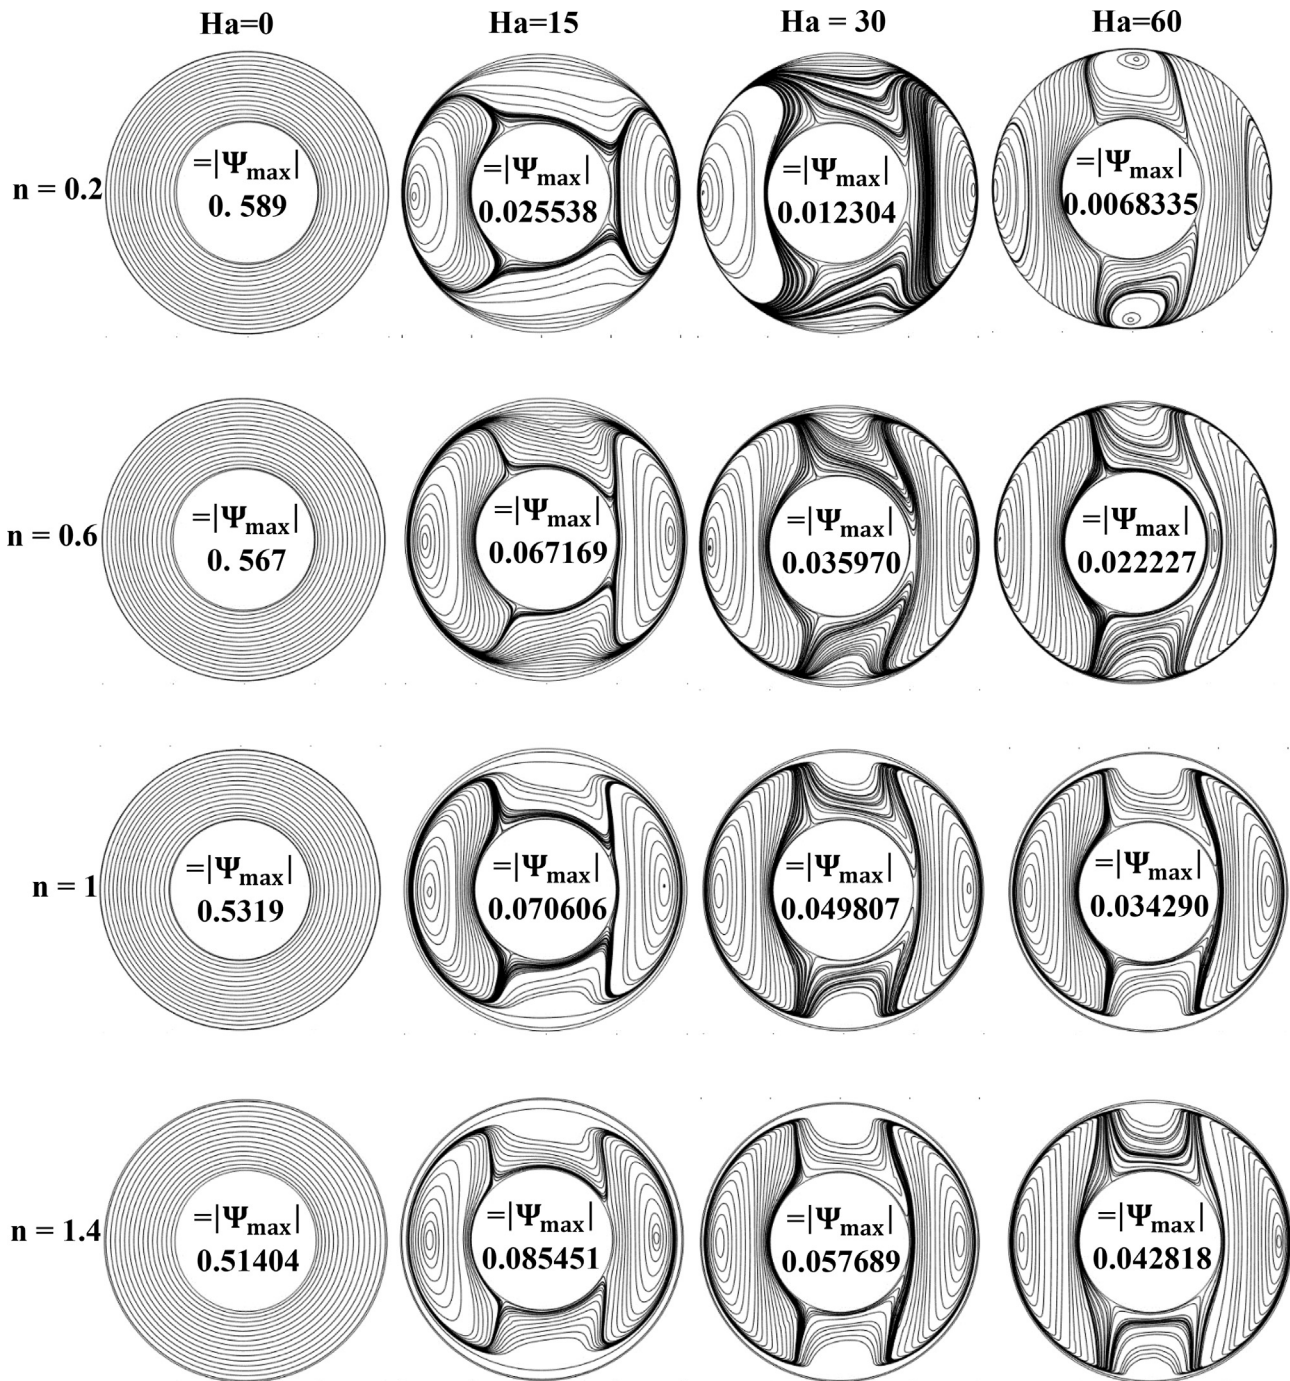 Ha=0 Ha=15 Ha = 30 Ha=60
n = 0.2
=|Ψmax|
0. 589
=|Ψmax|
0.025538
=|Ψmax|
0.012304
=|Ψmax|
0.0068335
n = 0.6
=|Ψmax|
0. 567
=|Ψmax|
0.067169
=|Ψmax|
0.035970
=|Ψmax|
0.022227
n = 1
=|Ψmax|
0.5319
=|Ψmax|
0.070606
=|Ψmax|
0.049807
=|Ψmax|
0.034290
n = 1.4
=|Ψmax|
0.51404
=|Ψmax|
0.085451
=|Ψmax|
0.057689
=|Ψmax|
0.042818